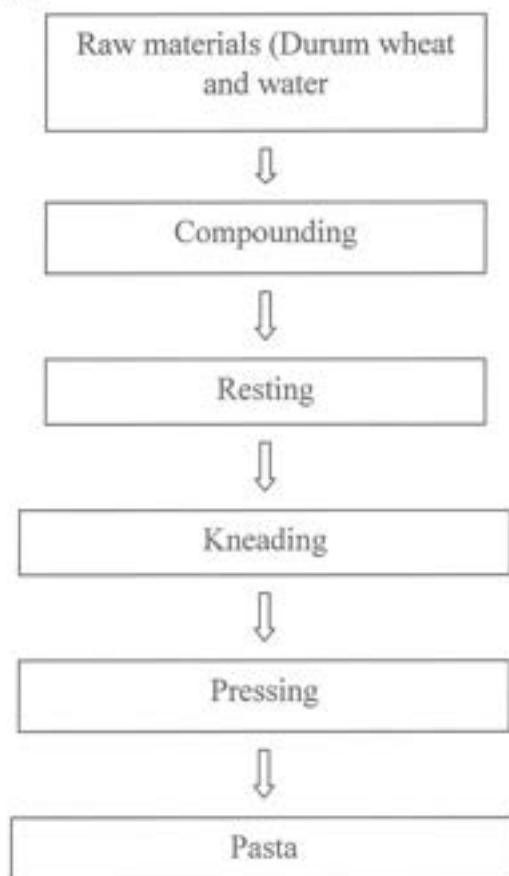 Raw materials (Durum wheat
and water
Compounding
Resting
Kneading
Pressing
Pasta